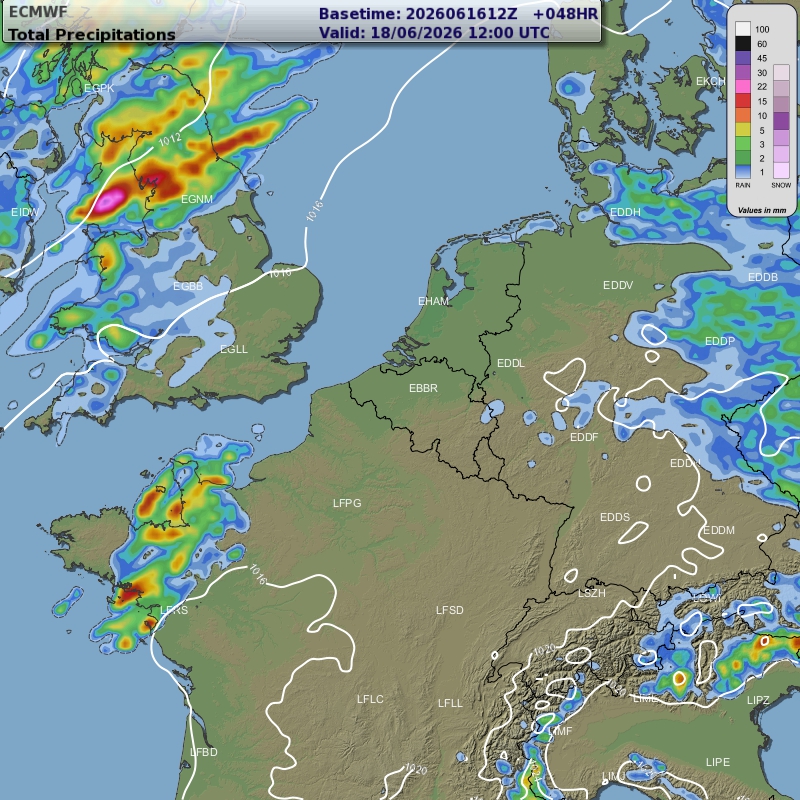 ECMWF
Basetime: 2026061612Z +048HR
Total Precipitations
Valid: 18/06/2026 12:00 UTC
100
60
45
30
22
15
10
5
3
2
1
RAIN SNOW
Values in mm
EGPK
EKCH
1012
EIDW
EGNM
1016
EDDH
1016
EGBB
EDDV
EDDB
EHAM
EDDP
EGLL
EDDL
EBBR
EDDF
LFPG
EDDS
EDDM
1016
LSZH
LFRS
LFSD
1020
LFLC
LFLL
LIPZ
LIMF
LFBD
LIPE
1020